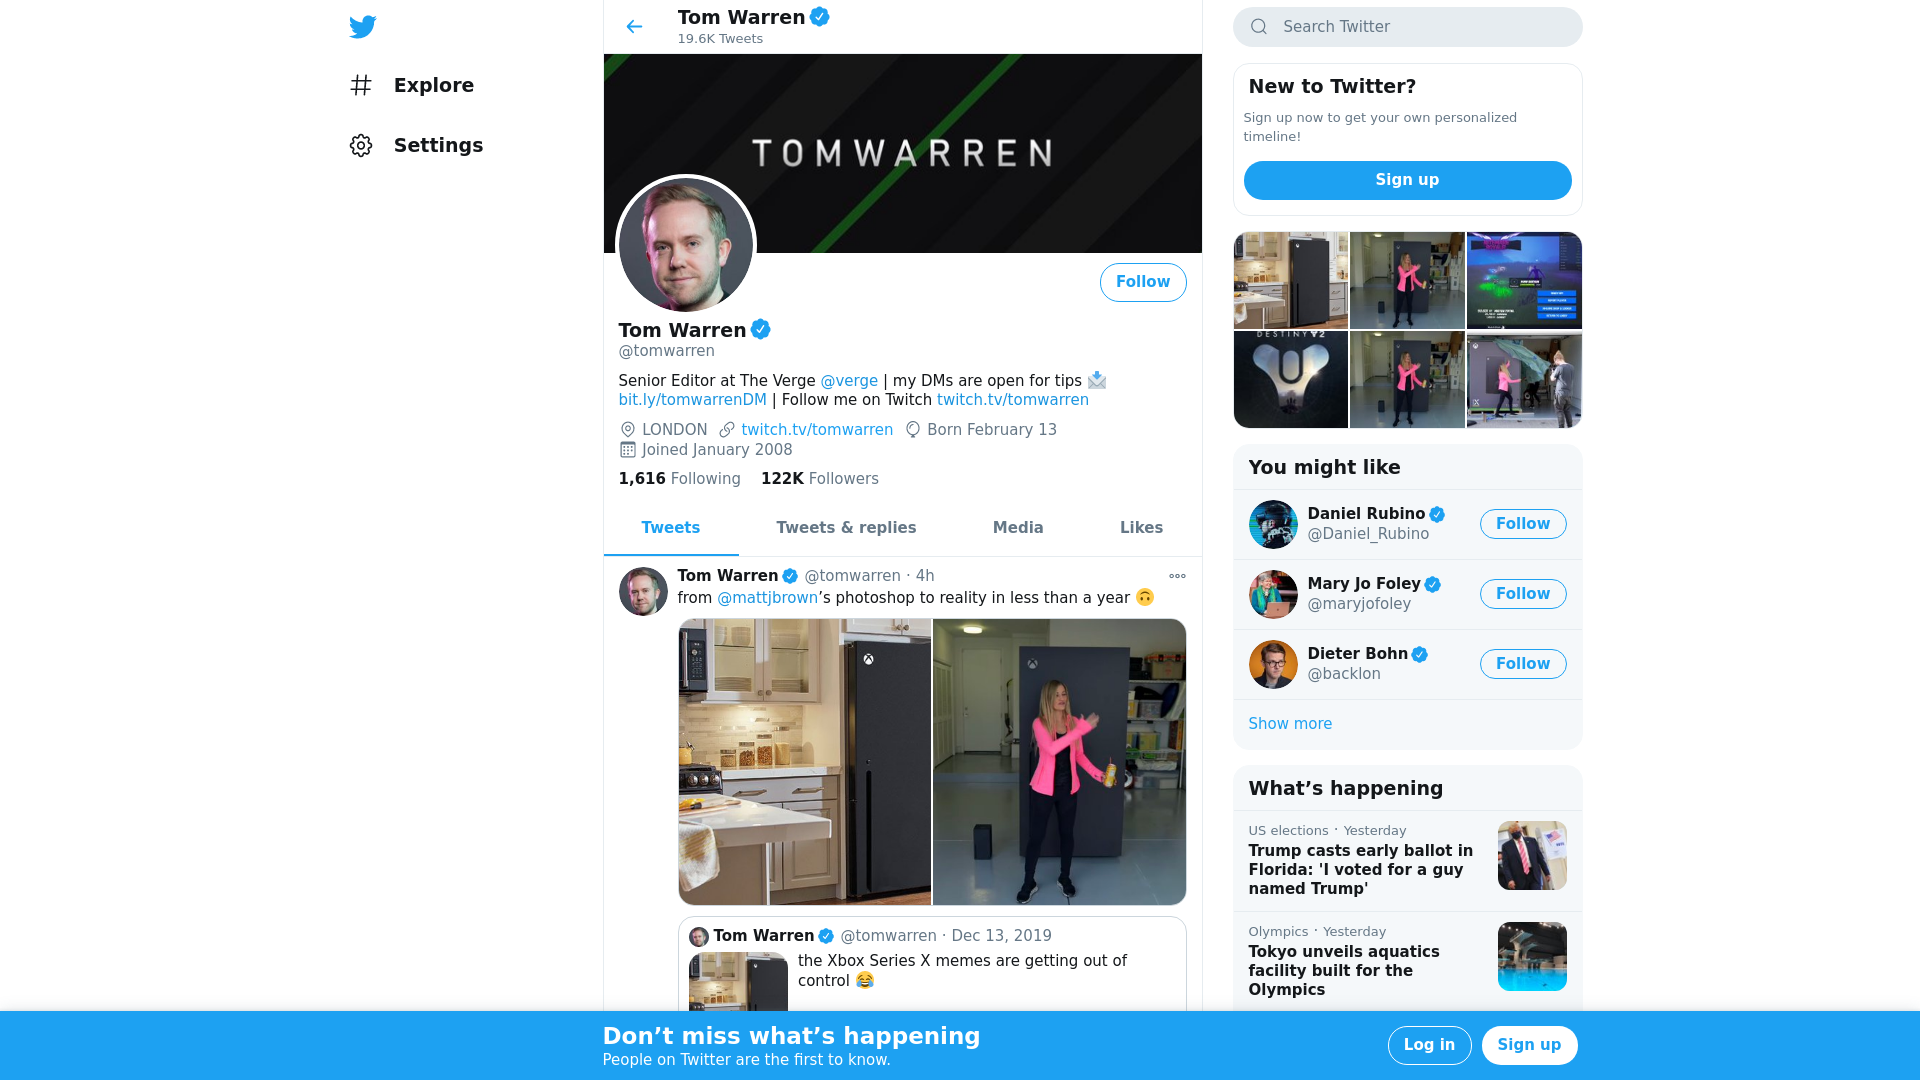 Explore
Settings
Tom Warren
19.6K Tweets
TOMWARREN
Follow
Tom Warren
@tomwarren
Senior Editor at The Verge @verge | my DMs are open for tips
bit.ly/tomwarrenDM | Follow me on Twitch twitch.tv/tomwarren
LONDON twitch.tv/tomwarren Born February 13
Joined January 2008
1,616 Following 122K Followers
Tweets Tweets & replies Media Likes
Tom Warren @tomwarren · 4h
from @mattjbrown’s photoshop to reality in less than a year 🙃
Tom Warren @tomwarren · Dec 13, 2019
the Xbox Series X memes are getting out of
control 😂
Search Twitter
New to Twitter?
Sign up now to get your own personalized
timeline!
Sign up
DESTINY 2
You might like
Daniel Rubino
@Daniel_Rubino
Follow
Mary Jo Foley
@maryjofoley
Follow
Dieter Bohn
@backlon
Follow
Show more
What’s happening
US elections · Yesterday
Trump casts early ballot in
Florida: 'I voted for a guy
named Trump'
Olympics · Yesterday
Tokyo unveils aquatics
facility built for the
Olympics
Don’t miss what’s happening
People on Twitter are the first to know.
Log in
Sign up